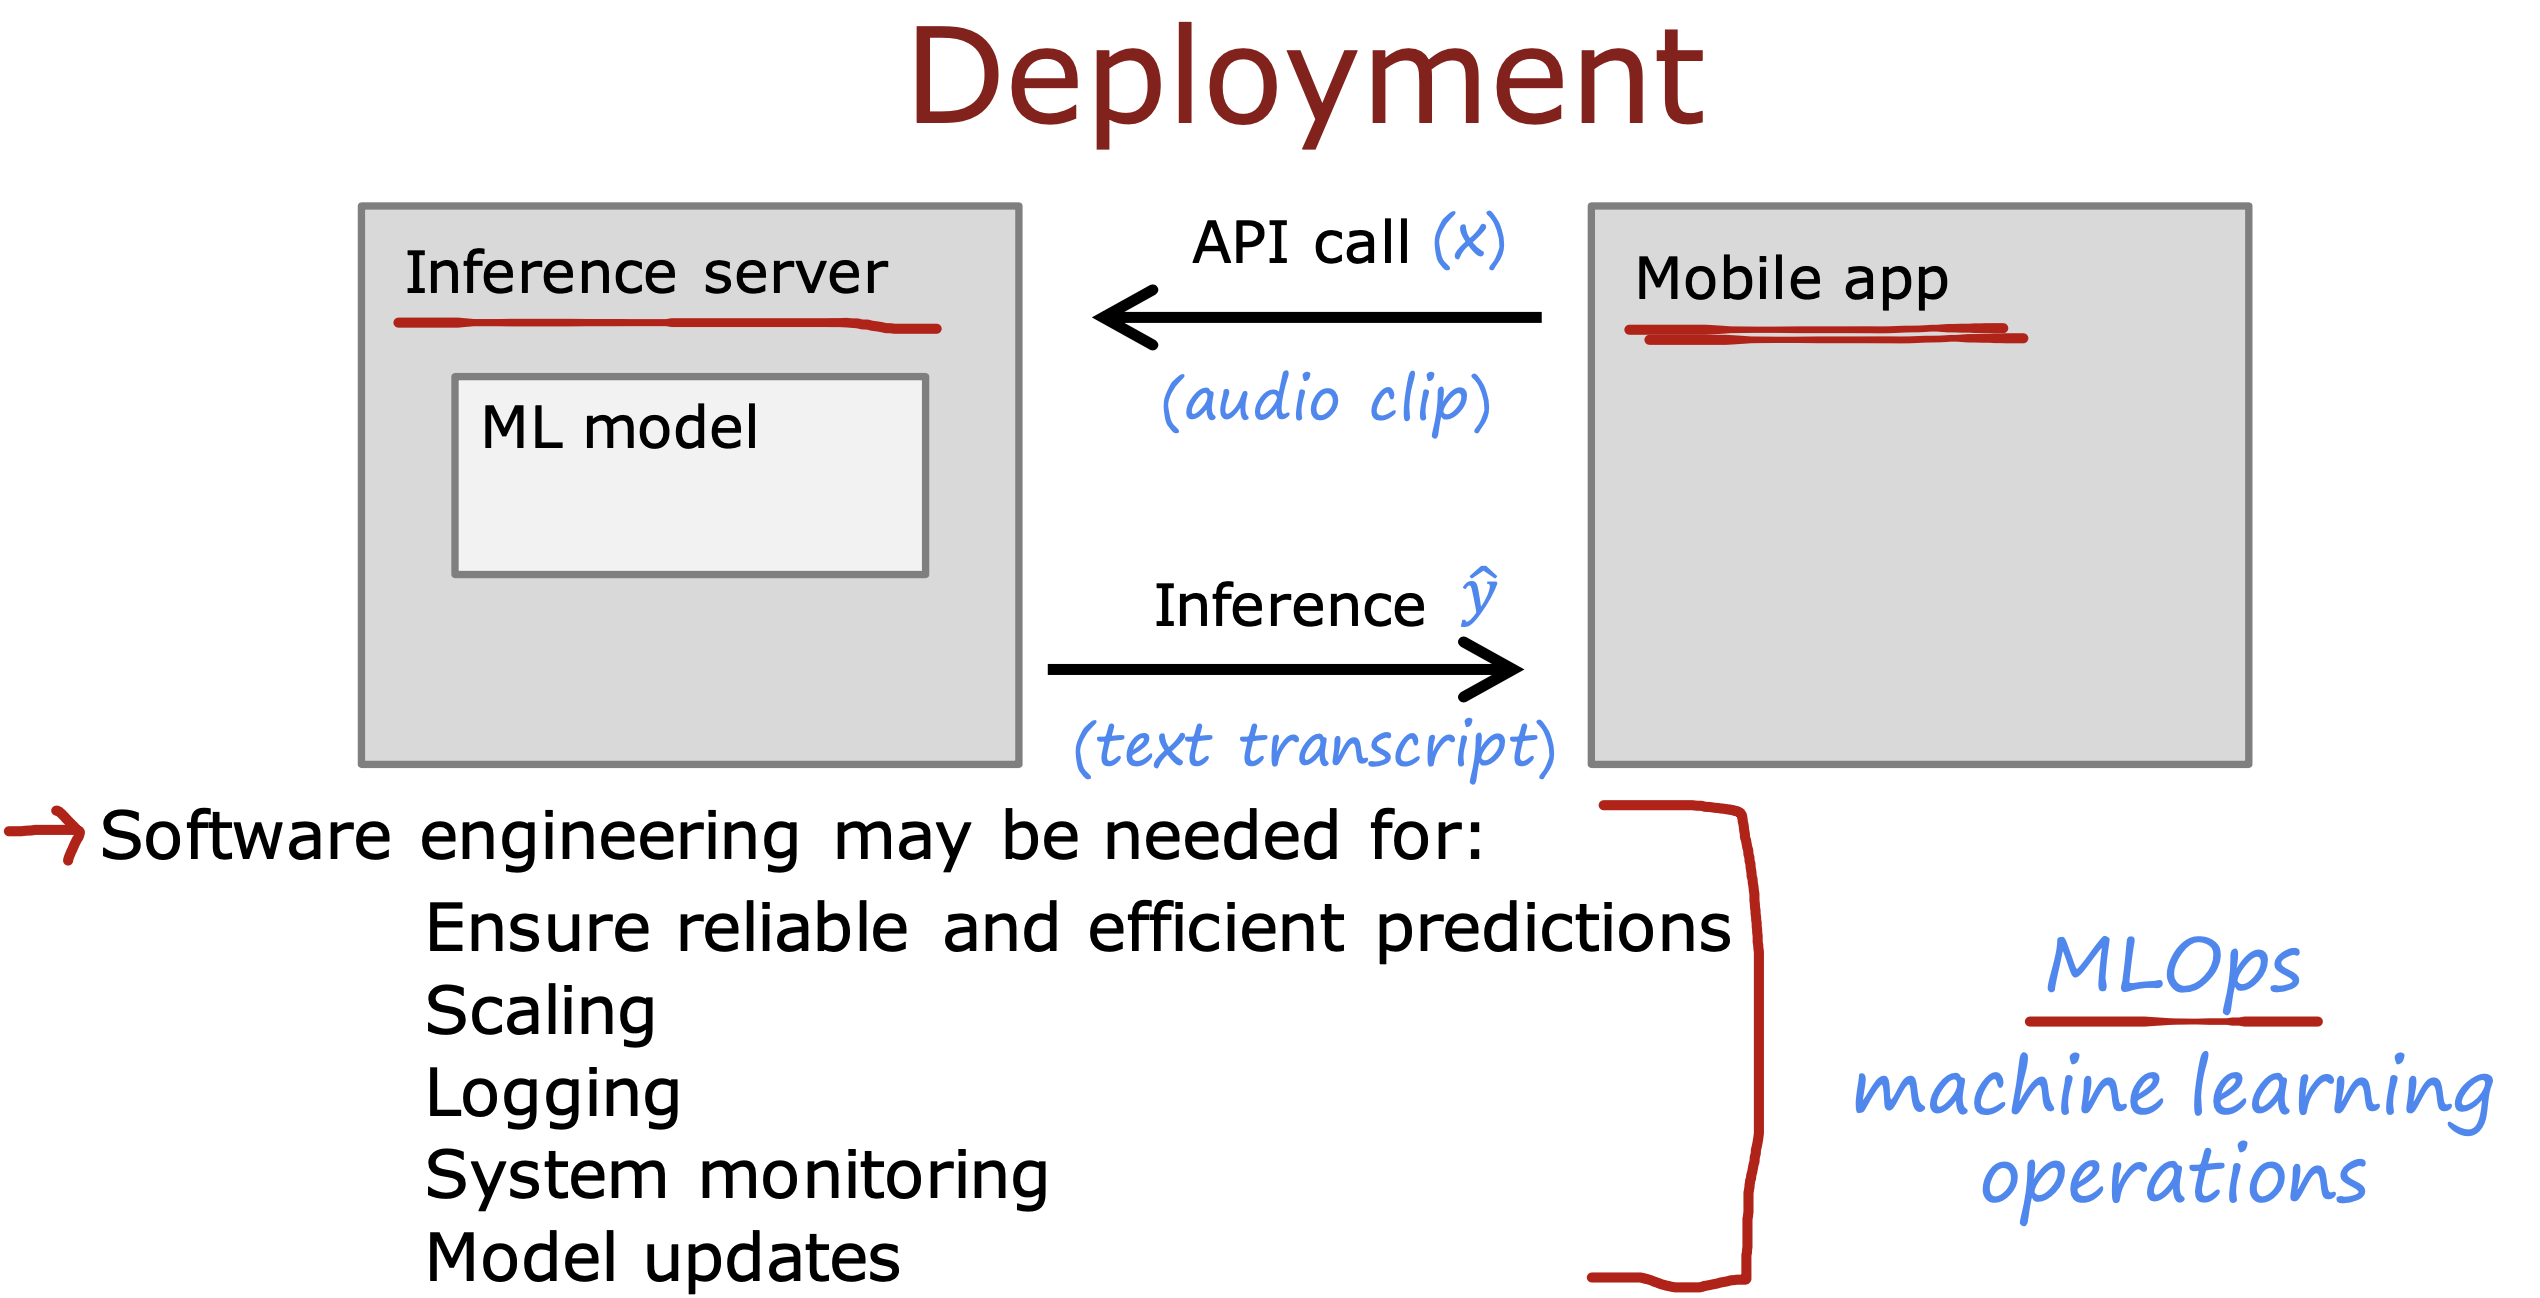 Deployment
Inference server
ML model
API call (x)
(audio clip)
Inference ŷ
(text transcript)
Mobile app
Software engineering may be needed for:
Ensure reliable and efficient predictions
Scaling
Logging
System monitoring
Model updates
MLOps
machine learning
operations